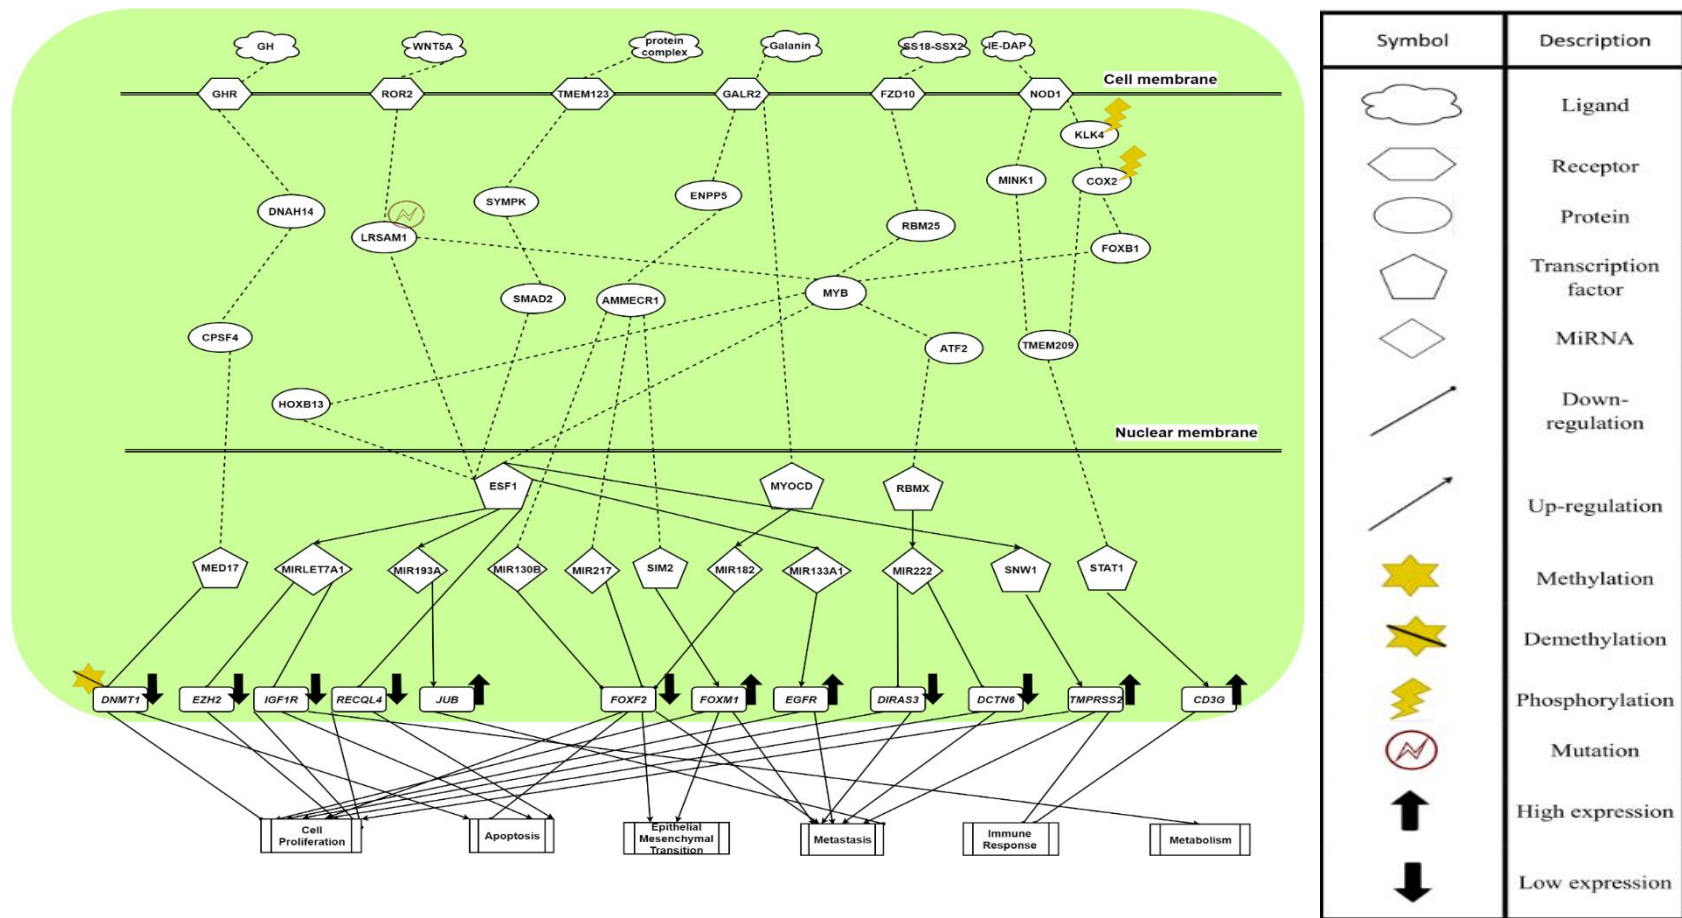 GH
WNT5A
protein
complex
Galanin
SS18-SSX2
IE-DAP
Cell membrane
GHR
ROR2
TMEM123
GALR2
FZD10
NOD1
KLK4
MINK1
COX2
DNAH14
SYMPK
ENPP5
LRSAM1
RBM25
FOXB1
SMAD2
AMMECR1
MYB
CPSF4
ATF2
TMEM209
HOXB13
Nuclear membrane
ESF1
MYOCD
RBMX
MED17
MIRLET7A1
MIR193A
MIR130B
MIR217
SIM2
MIR182
MIR133A1
MIR222
SNW1
STAT1
DNMT1
EZH2
IGF1R
RECQL4
JUB
FOXF2
FOXM1
EGFR
DIRAS3
DCTN6
TMPRSS2
CD3G
Cell
Proliferation
Apoptosis
Epithelial
Mesenchymal
Transition
Metastasis
Immune
Response
Metabolism
Symbol
Description
Ligand
Receptor
Protein
Transcription
factor
MiRNA
Down-
regulation
Up-regulation
Methylation
Demethylation
Phosphorylation
Mutation
High expression
Low expression